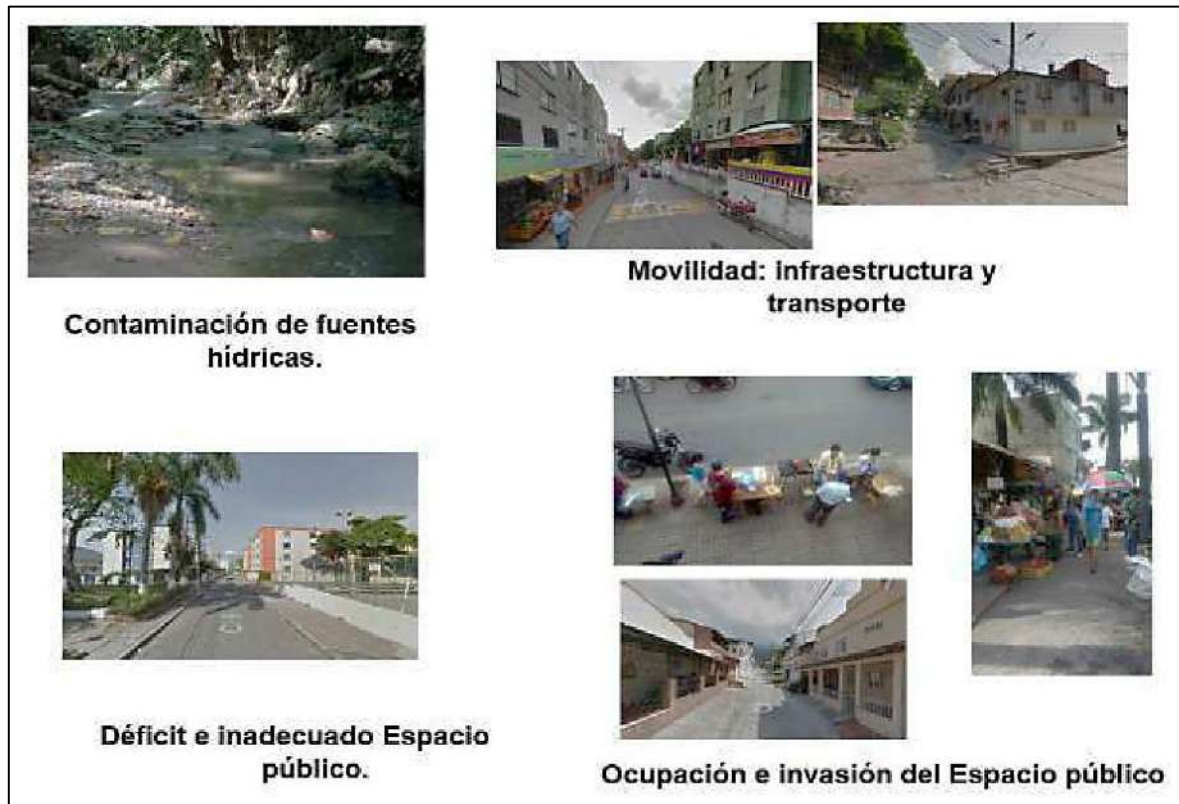 Contaminación de fuentes
hídricas.
Movilidad: infraestructura y
transporte
Déficit e inadecuado Espacio
público.
Ocupación e invasión del Espacio público